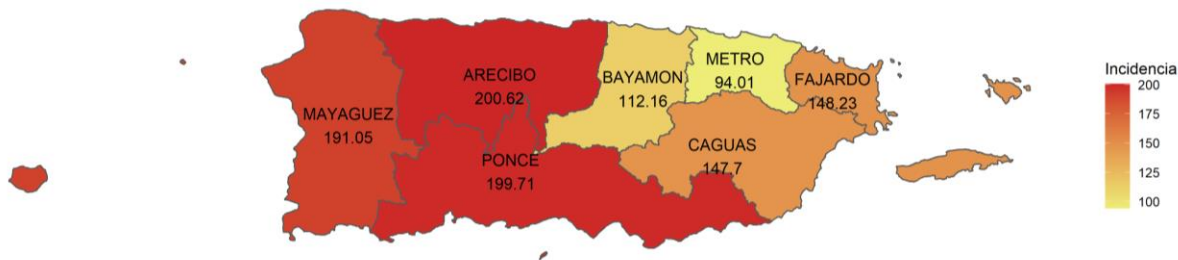 MAYAGUEZ
191.05
ARECIBO
200.62
PONCE
199.71
BAYAMON
112.16
METRO
94.01
CAGUAS
147.7
FAJARDO
148.23
Incidencia
200
175
150
125
100